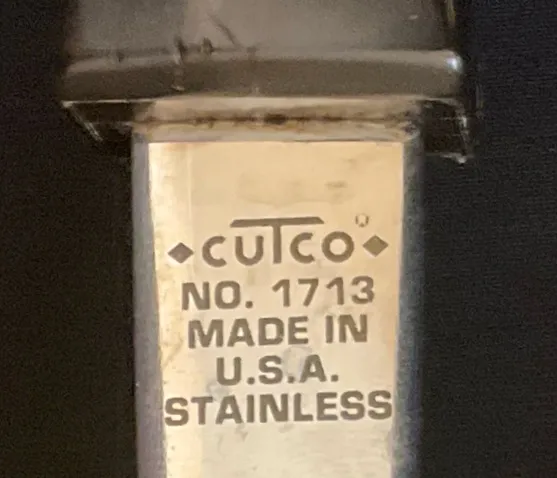 ◆CUTCO®◆
NO. 1713
MADE IN
U.S.A.
STAINLESS